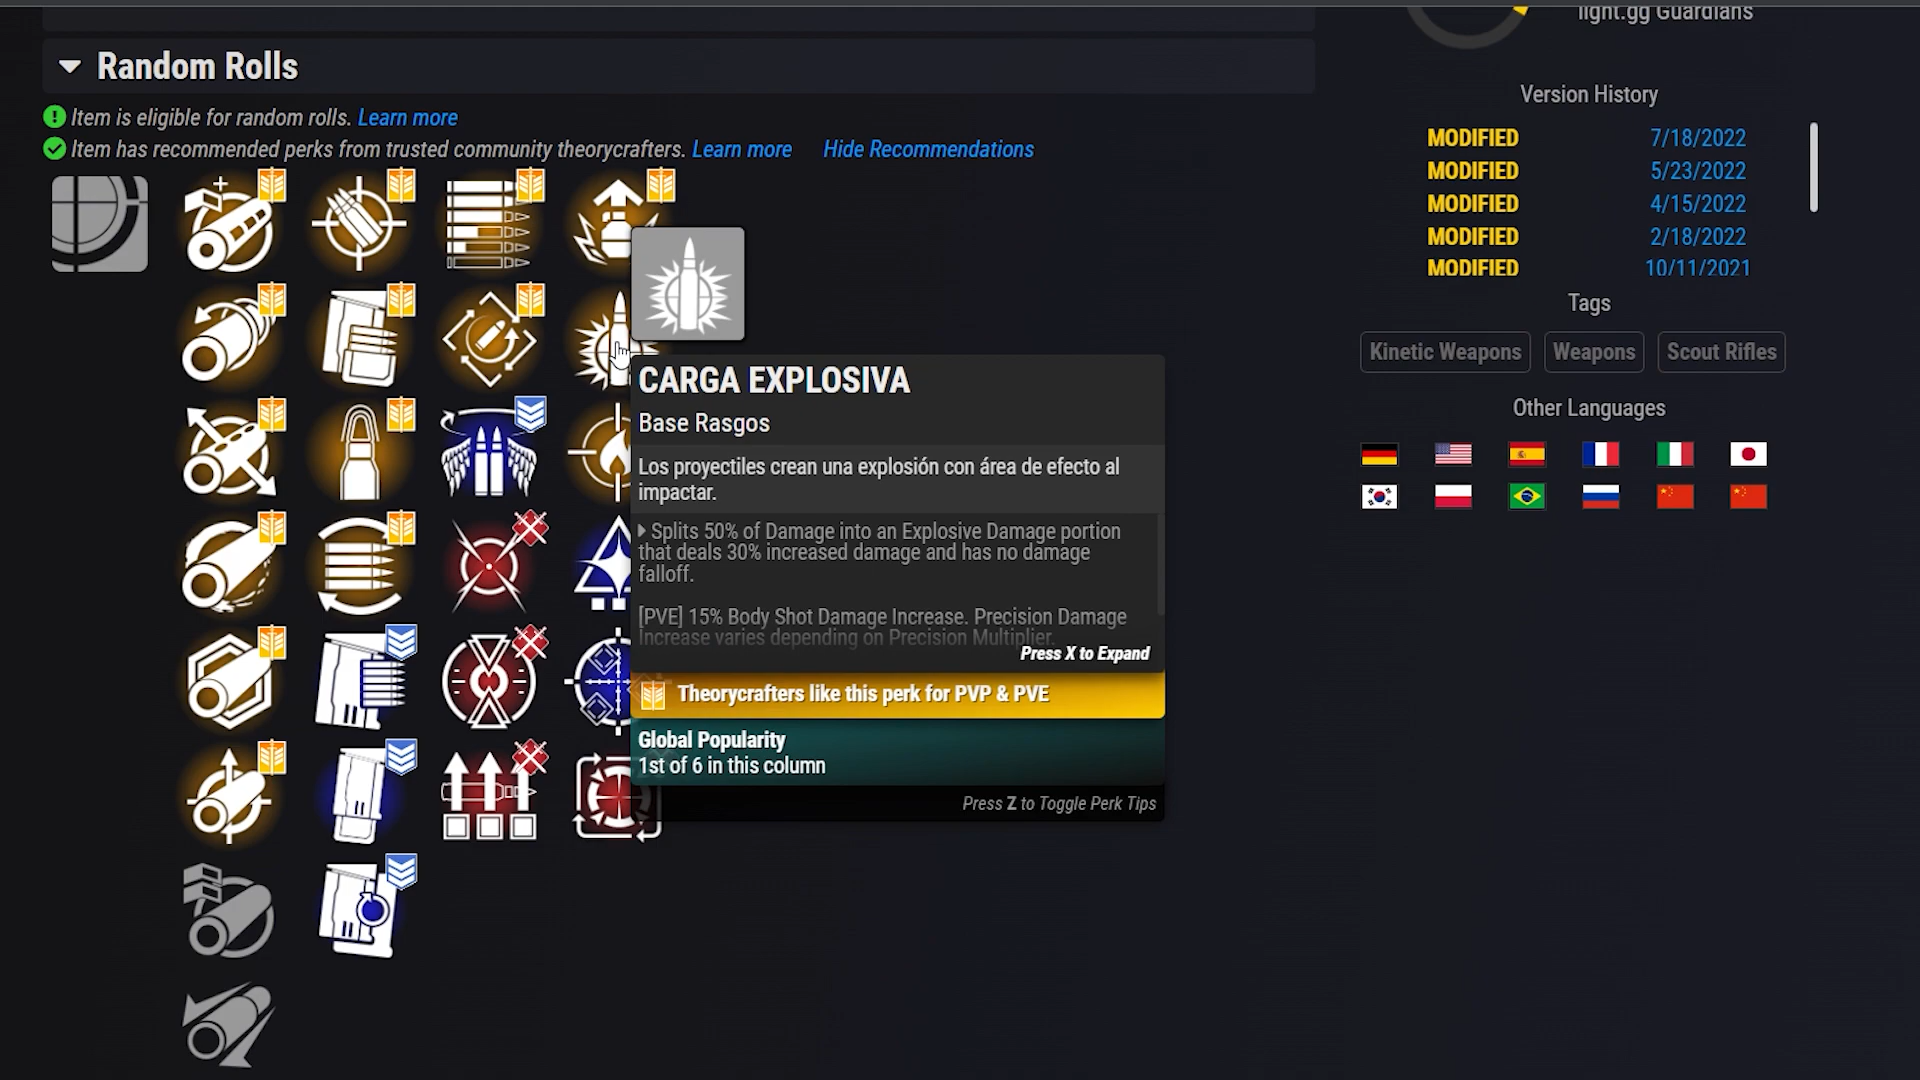 light.gg Guardians
Random Rolls
Item is eligible for random rolls. Learn more
Item has recommended perks from trusted community theorycrafters. Learn more Hide Recommendations
CARGA EXPLOSIVA
Base Rasgos
Los proyectiles crean una explosión con área de efecto al
impactar.
Splits 50% of Damage into an Explosive Damage portion
that deals 30% increased damage and has no damage
falloff.
[PVE] 15% Body Shot Damage Increase. Precision Damage
Increase varies depending on Precision Multiplier.
Press X to Expand
Theorycrafters like this perk for PVP & PVE
Global Popularity
1st of 6 in this column
Press Z to Toggle Perk Tips
Version History
MODIFIED 7/18/2022
MODIFIED 5/23/2022
MODIFIED 4/15/2022
MODIFIED 2/18/2022
MODIFIED 10/11/2021
Tags
Kinetic Weapons Weapons Scout Rifles
Other Languages